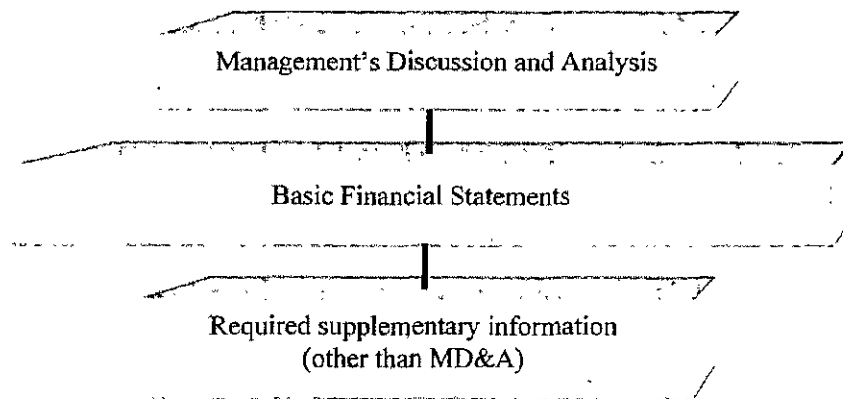 Management's Discussion and Analysis
Basic Financial Statements
Required supplementary information
(other than MD&A)